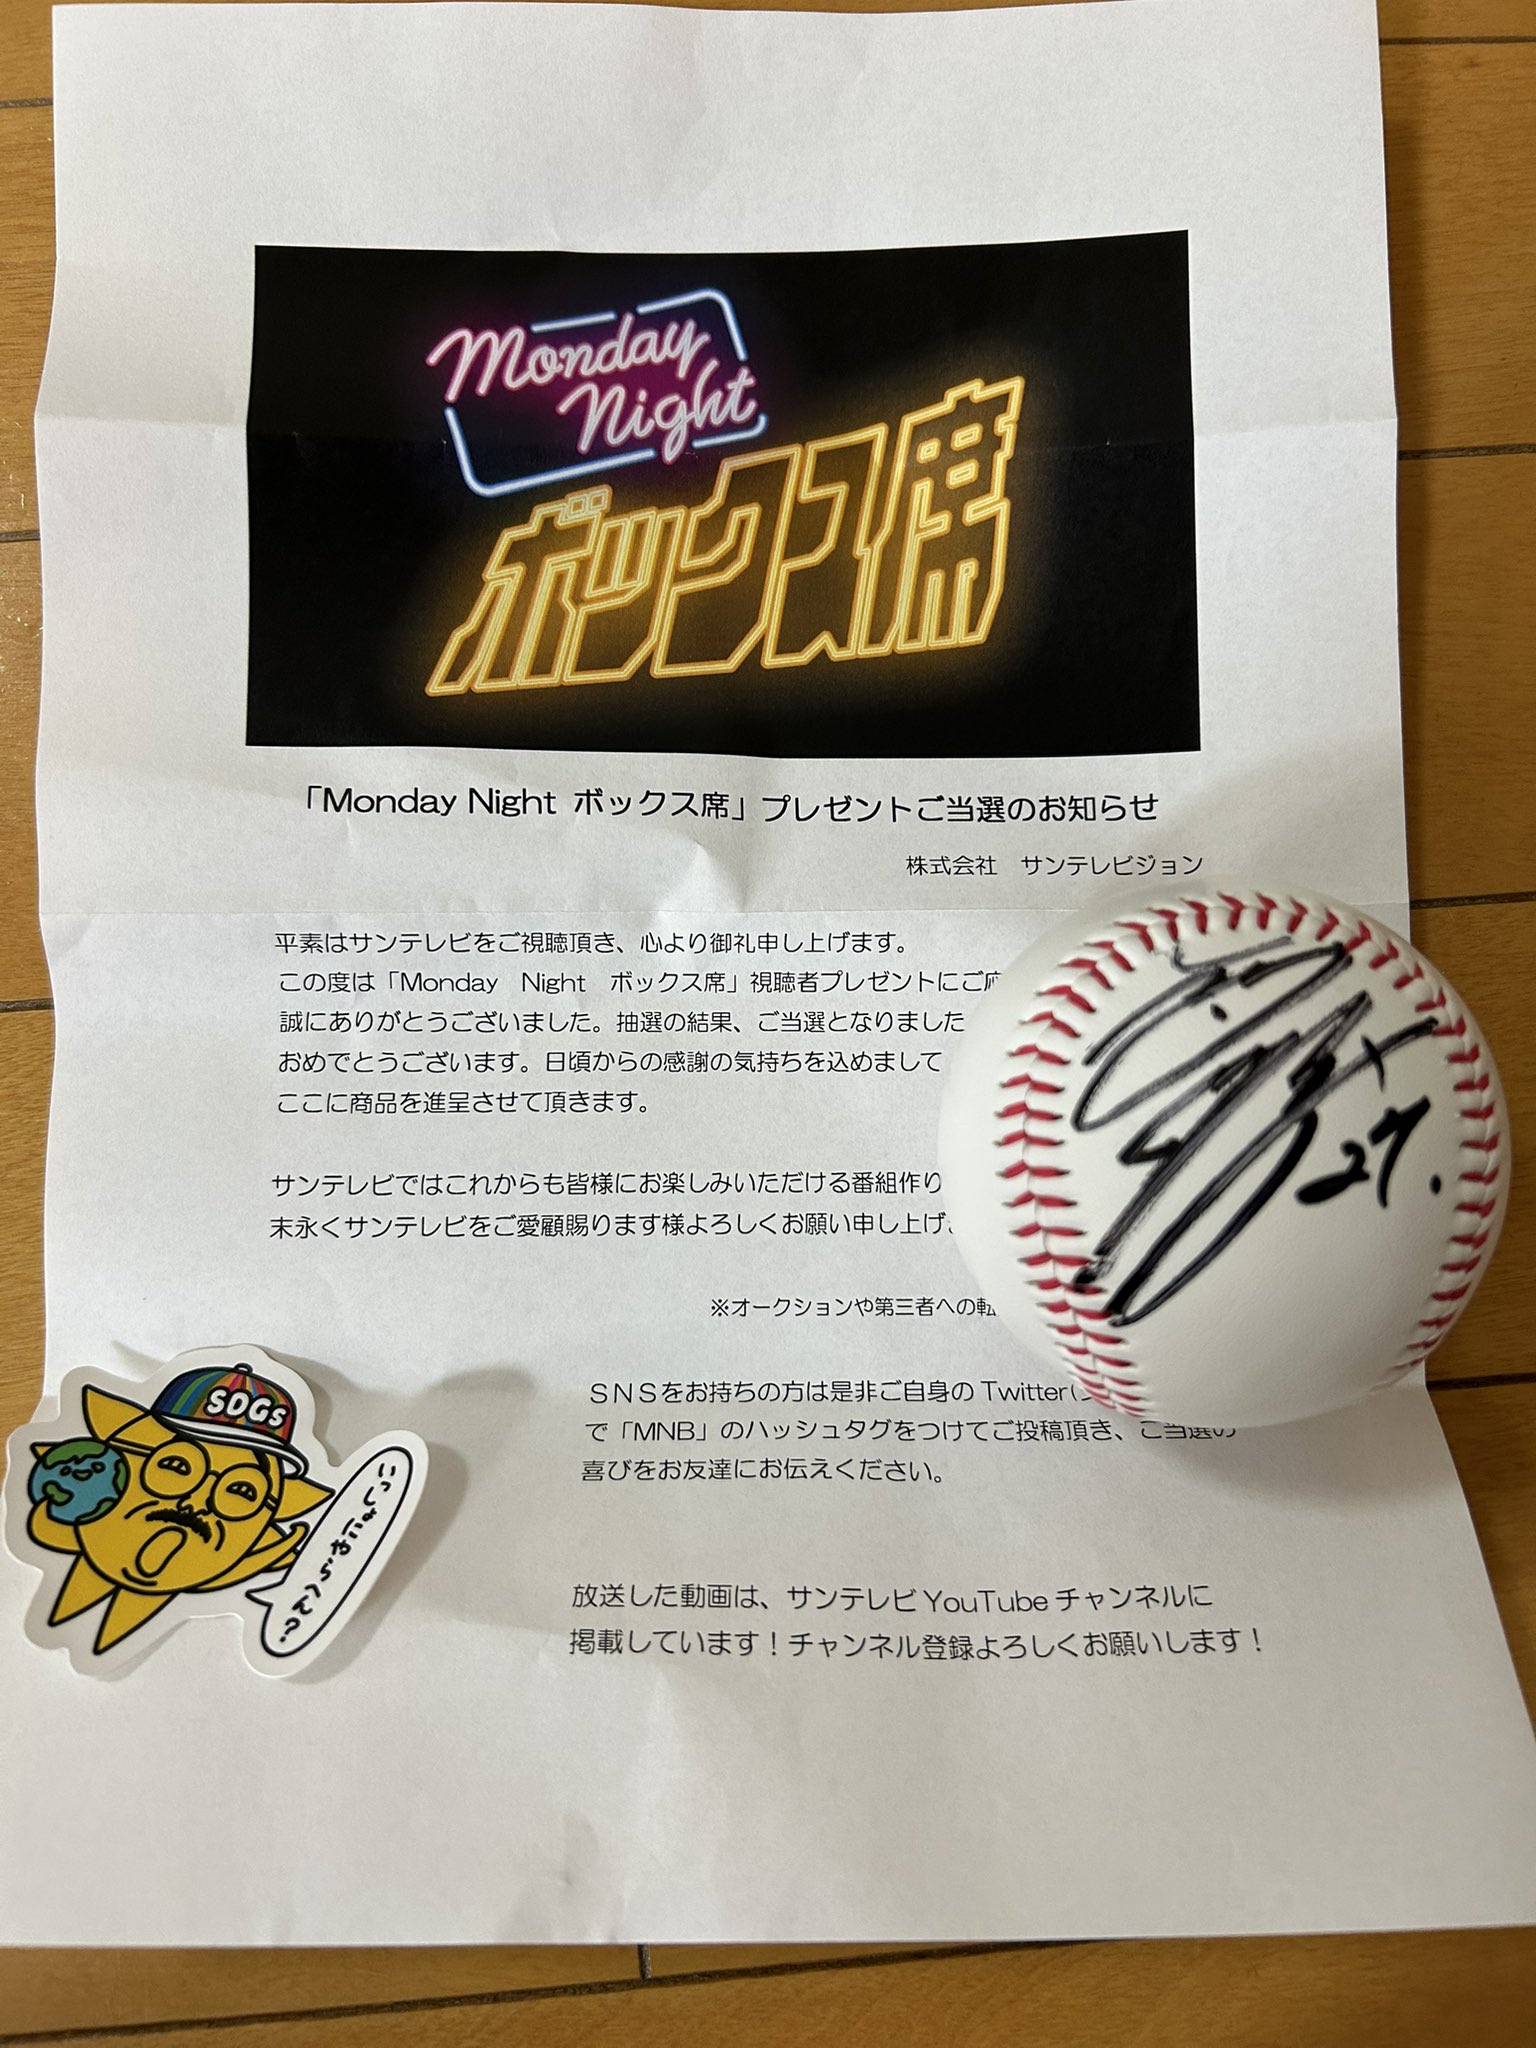 Monday
Night
ボックス席
「Monday Night ボックス席」プレゼントご当選のお知らせ
株式会社 サンテレビジョン
平素はサンテレビをご視聴頂き、心より御礼申し上げます。
この度は「Monday Night ボックス席」視聴者プレゼントにご応
誠にありがとうございました。抽選の結果、ご当選となりました
おめでとうございます。日頃からの感謝の気持ちを込めまして
ここに商品を進呈させて頂きます。
サンテレビではこれからも皆様にお楽しみいただける番組作り
末永くサンテレビをご愛顧賜ります様よろしくお願い申し上げ
※オークションや第三者への転
27.
SNSをお持ちの方は是非ご自身の Twitter(
で「MNB」のハッシュタグをつけてご投稿頂き、ご当選の
喜びをお友達にお伝えください。
SDGs
いっしょにやらへん？
放送した動画は、サンテレビ YouTube チャンネルに
掲載しています！チャンネル登録よろしくお願いします！